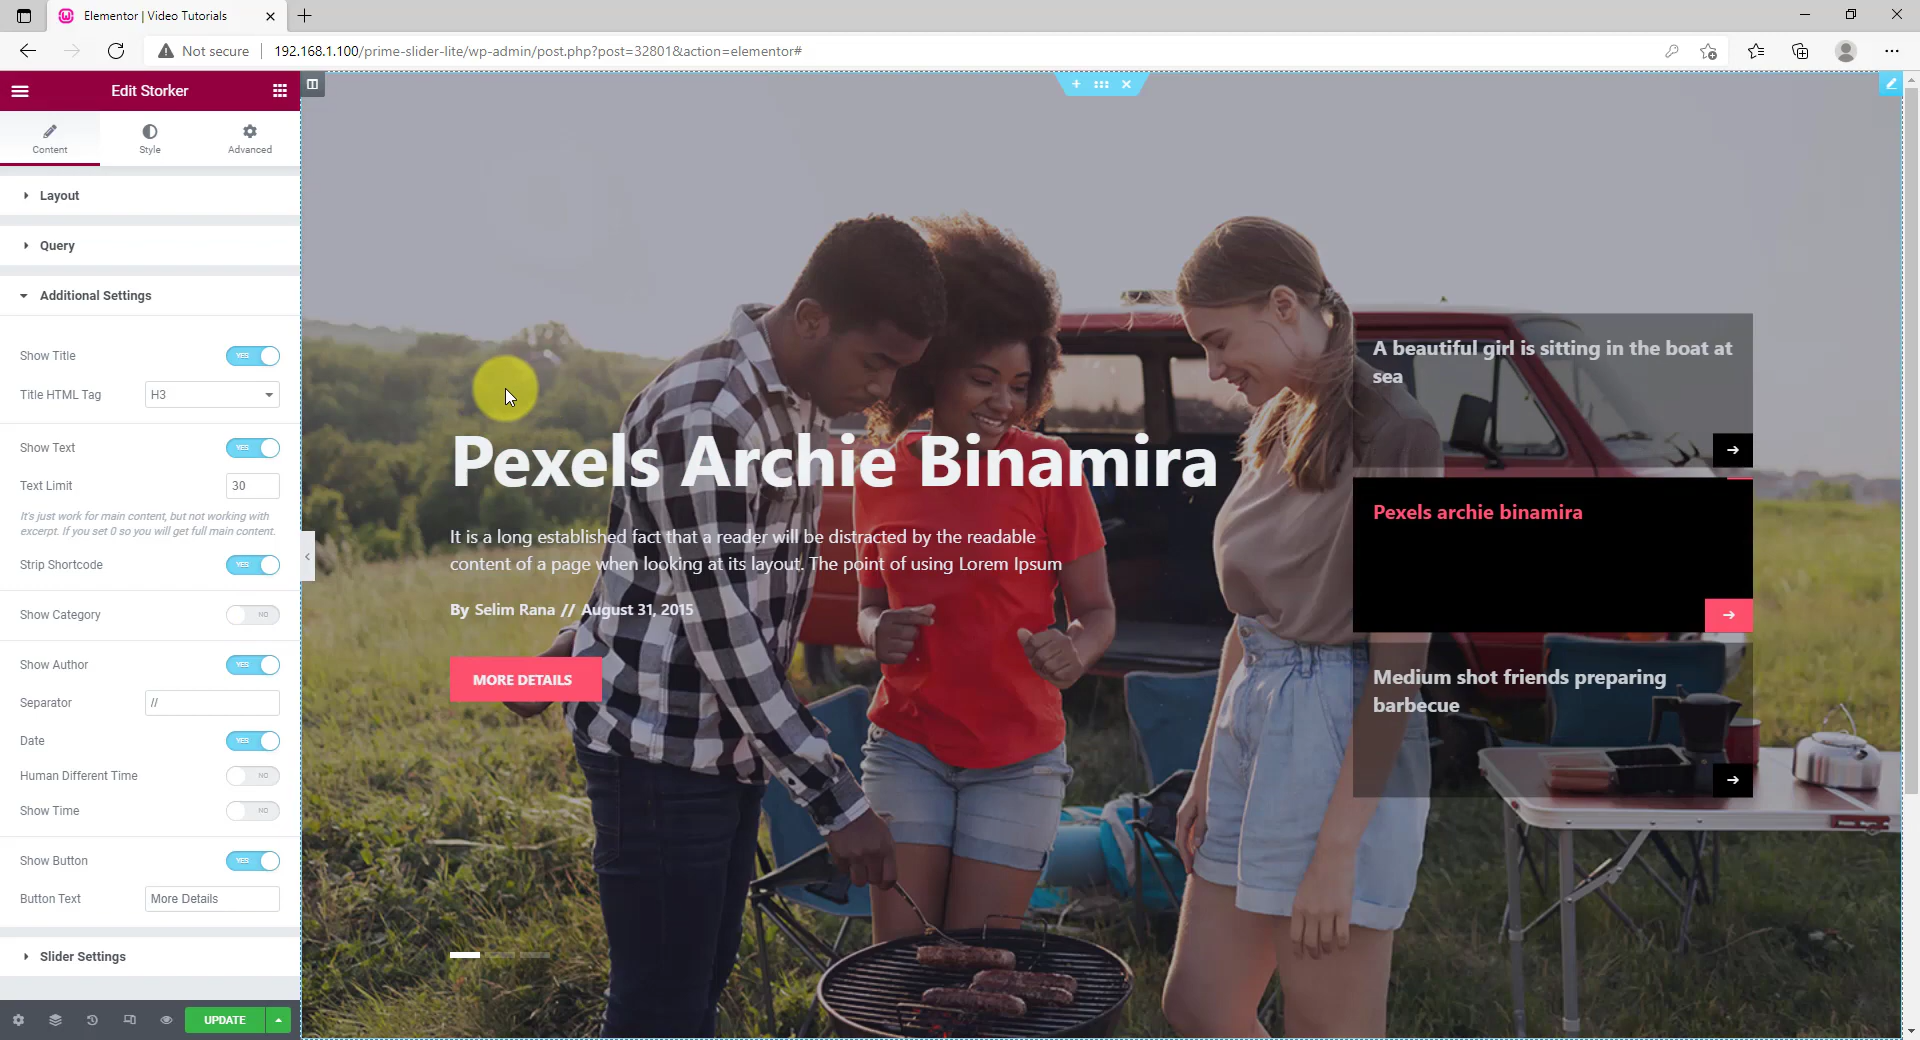 Elementor | Video Tutorials
Not secure
192.168.1.100/prime-slider-lite/wp-admin/post.php?post=32801&action=elementor#
Edit Storker
Content
Style
Advanced
Layout
Query
Additional Settings
Show Title
YES
Title HTML Tag
H3
Show Text
YES
Text Limit
30
It's just work for main content, but not working with
excerpt. If you set 0 so you will get full main content.
Strip Shortcode
YES
Show Category
NO
Show Author
YES
Separator
//
Date
YES
Human Different Time
NO
Show Time
NO
Show Button
YES
Button Text
More Details
Slider Settings
UPDATE
Pexels Archie Binamira
It is a long established fact that a reader will be distracted by the readable
content of a page when looking at its layout. The point of using Lorem Ipsum
By Selim Rana // August 31, 2015
MORE DETAILS
A beautiful girl is sitting in the boat at
sea
Pexels archie binamira
Medium shot friends preparing
barbecue